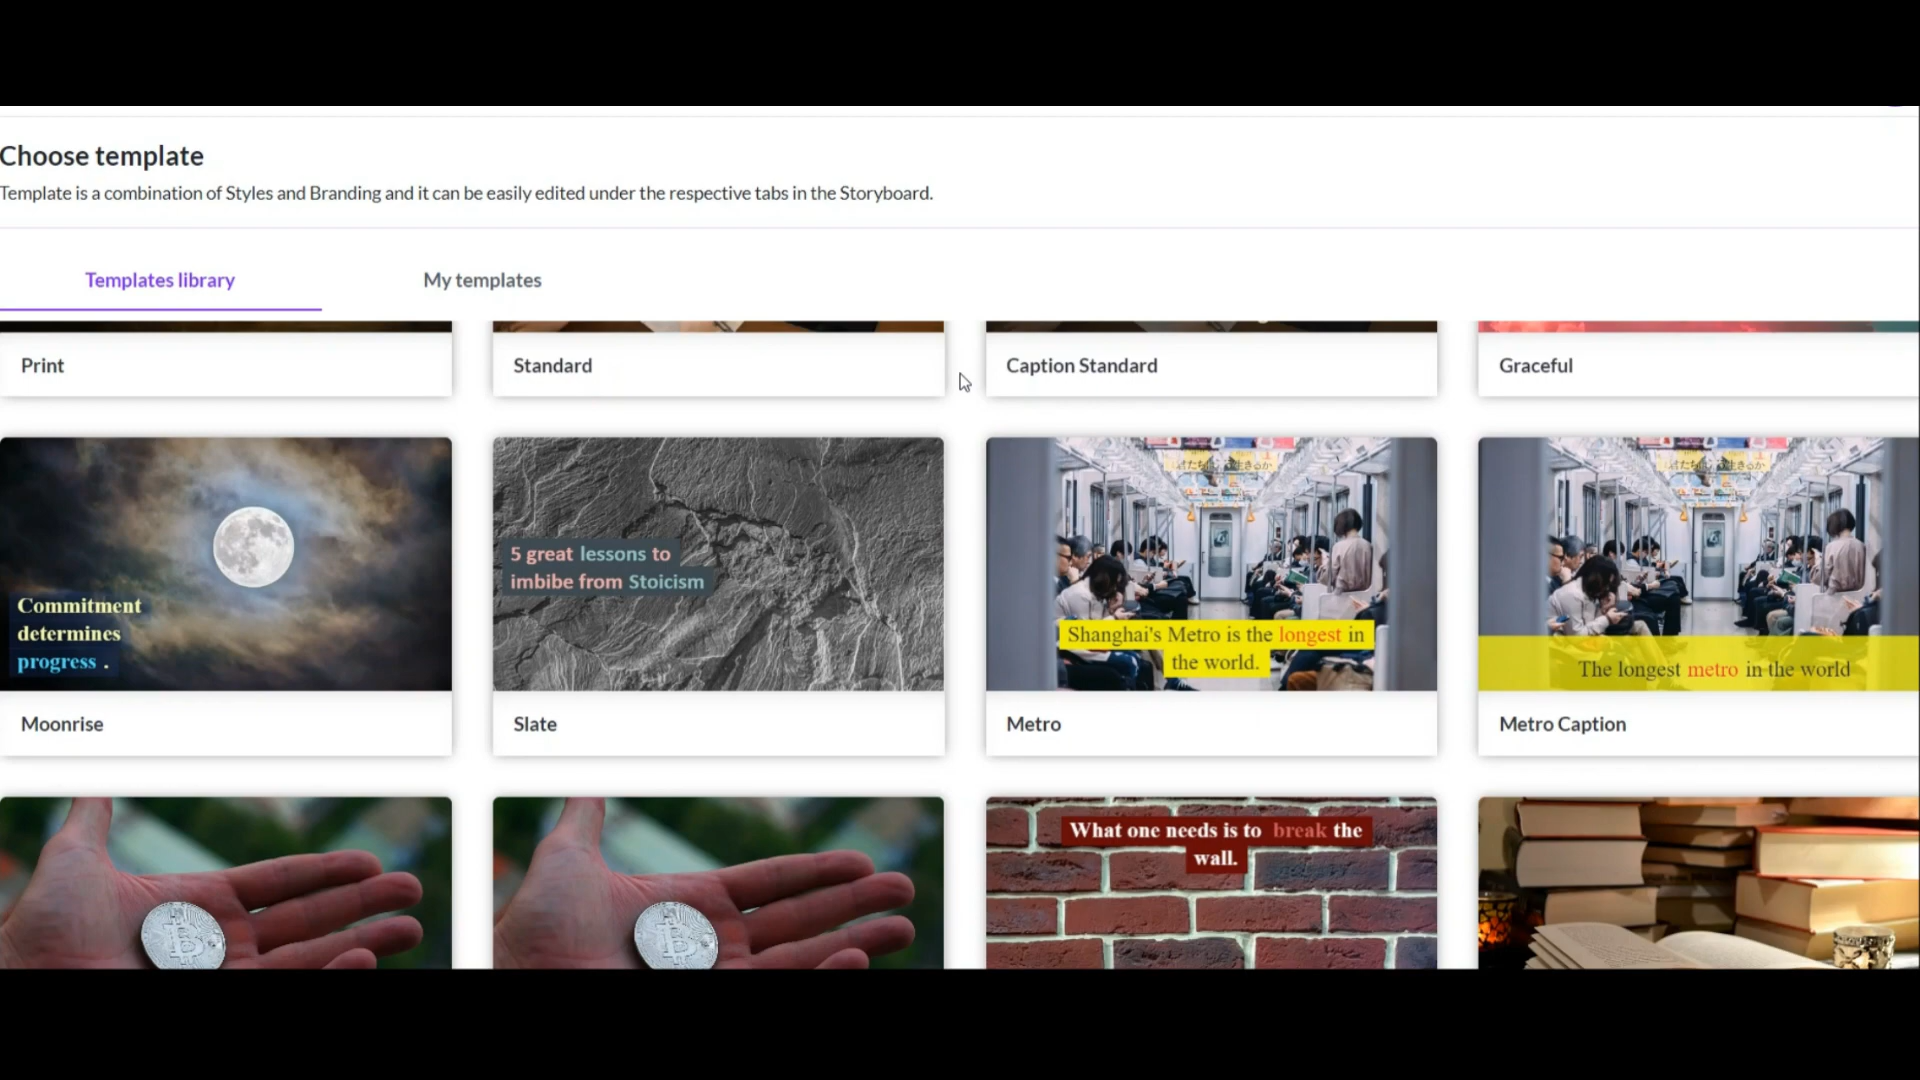 Choose template
Template is a combination of Styles and Branding and it can be easily edited under the respective tabs in the Storyboard.
Templates library
My templates
Print
Standard
Caption Standard
Graceful
Commitment
determines
progress .
5 great lessons to
imbibe from Stoicism
Shanghai's Metro is the longest in
the world.
The longest metro in the world
Moonrise
Slate
Metro
Metro Caption
What one needs is to break the
wall.